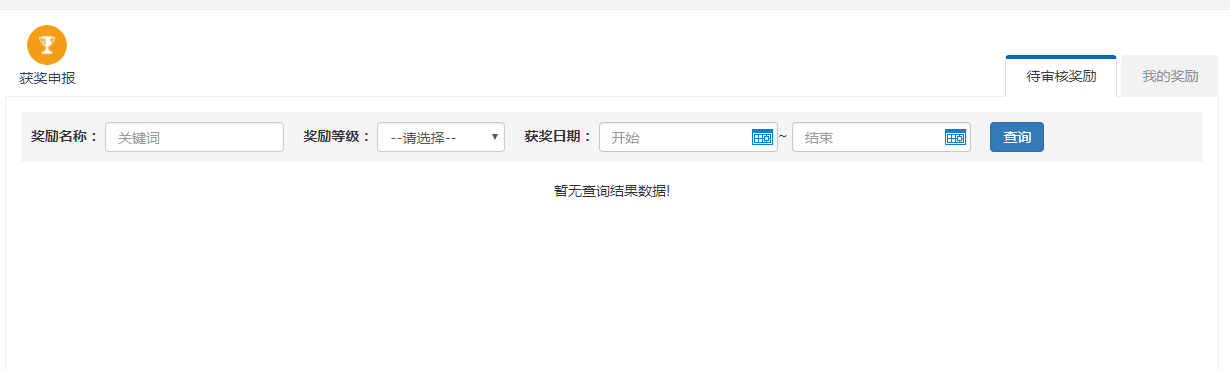 获奖申报
待审核奖励 我的奖励
奖励名称： 关键词 奖励等级： --请选择-- 获奖日期： 开始 ~ 结束 查询
暂无查询结果数据!